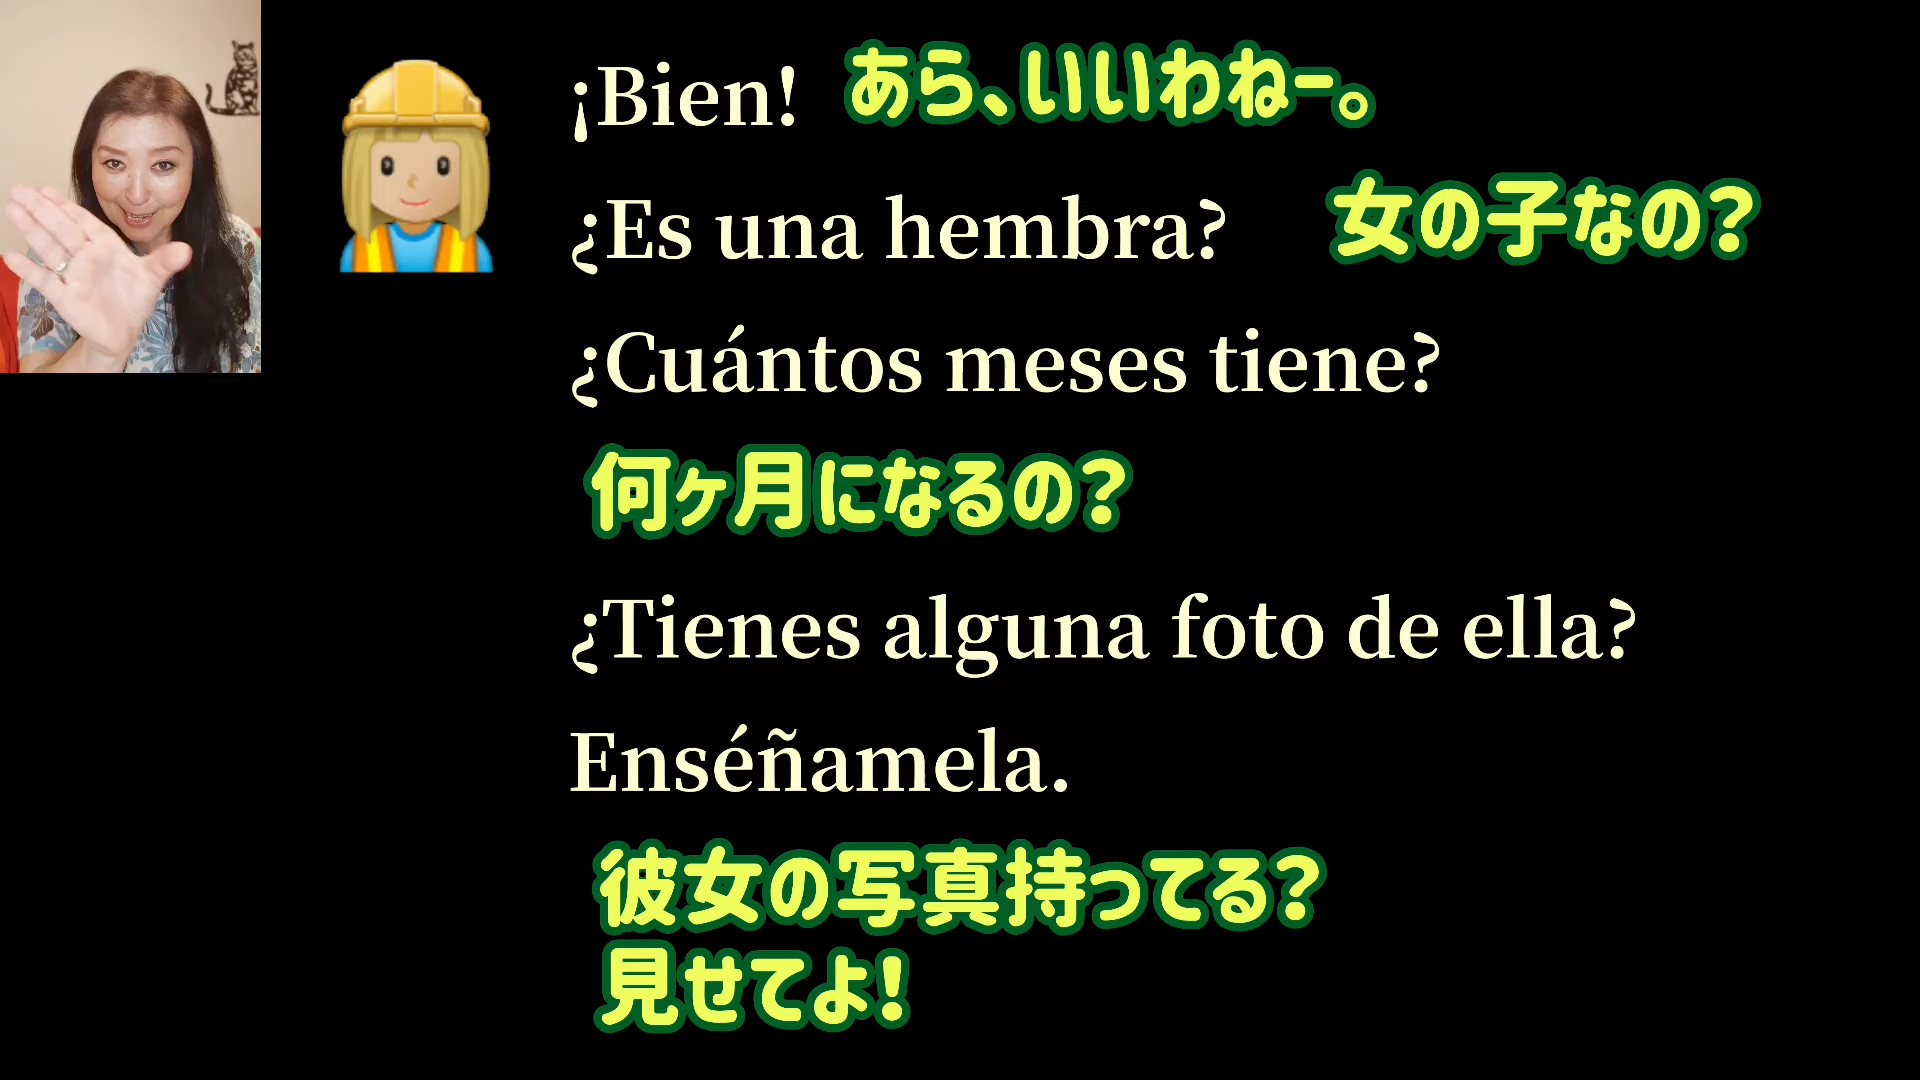 ¡Bien! あら、いいわねー。
¿Es una hembra? 女の子なの?
¿Cuántos meses tiene?
何ヶ月になるの?
¿Tienes alguna foto de ella?
Enséñamela.
彼女の写真持ってる?
見せてよ!